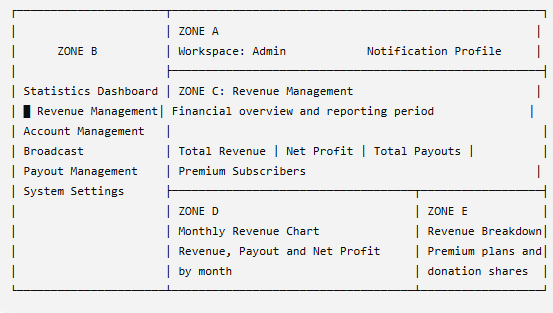 ZONE A
ZONE B
Workspace: Admin Notification Profile
Statistics Dashboard
ZONE C: Revenue Management
Revenue Management
Financial overview and reporting period
Account Management
Broadcast
Total Revenue | Net Profit | Total Payouts |
Payout Management
Premium Subscribers
System Settings
ZONE D
Monthly Revenue Chart
Revenue, Payout and Net Profit
by month
ZONE E
Revenue Breakdown
Premium plans and
donation shares